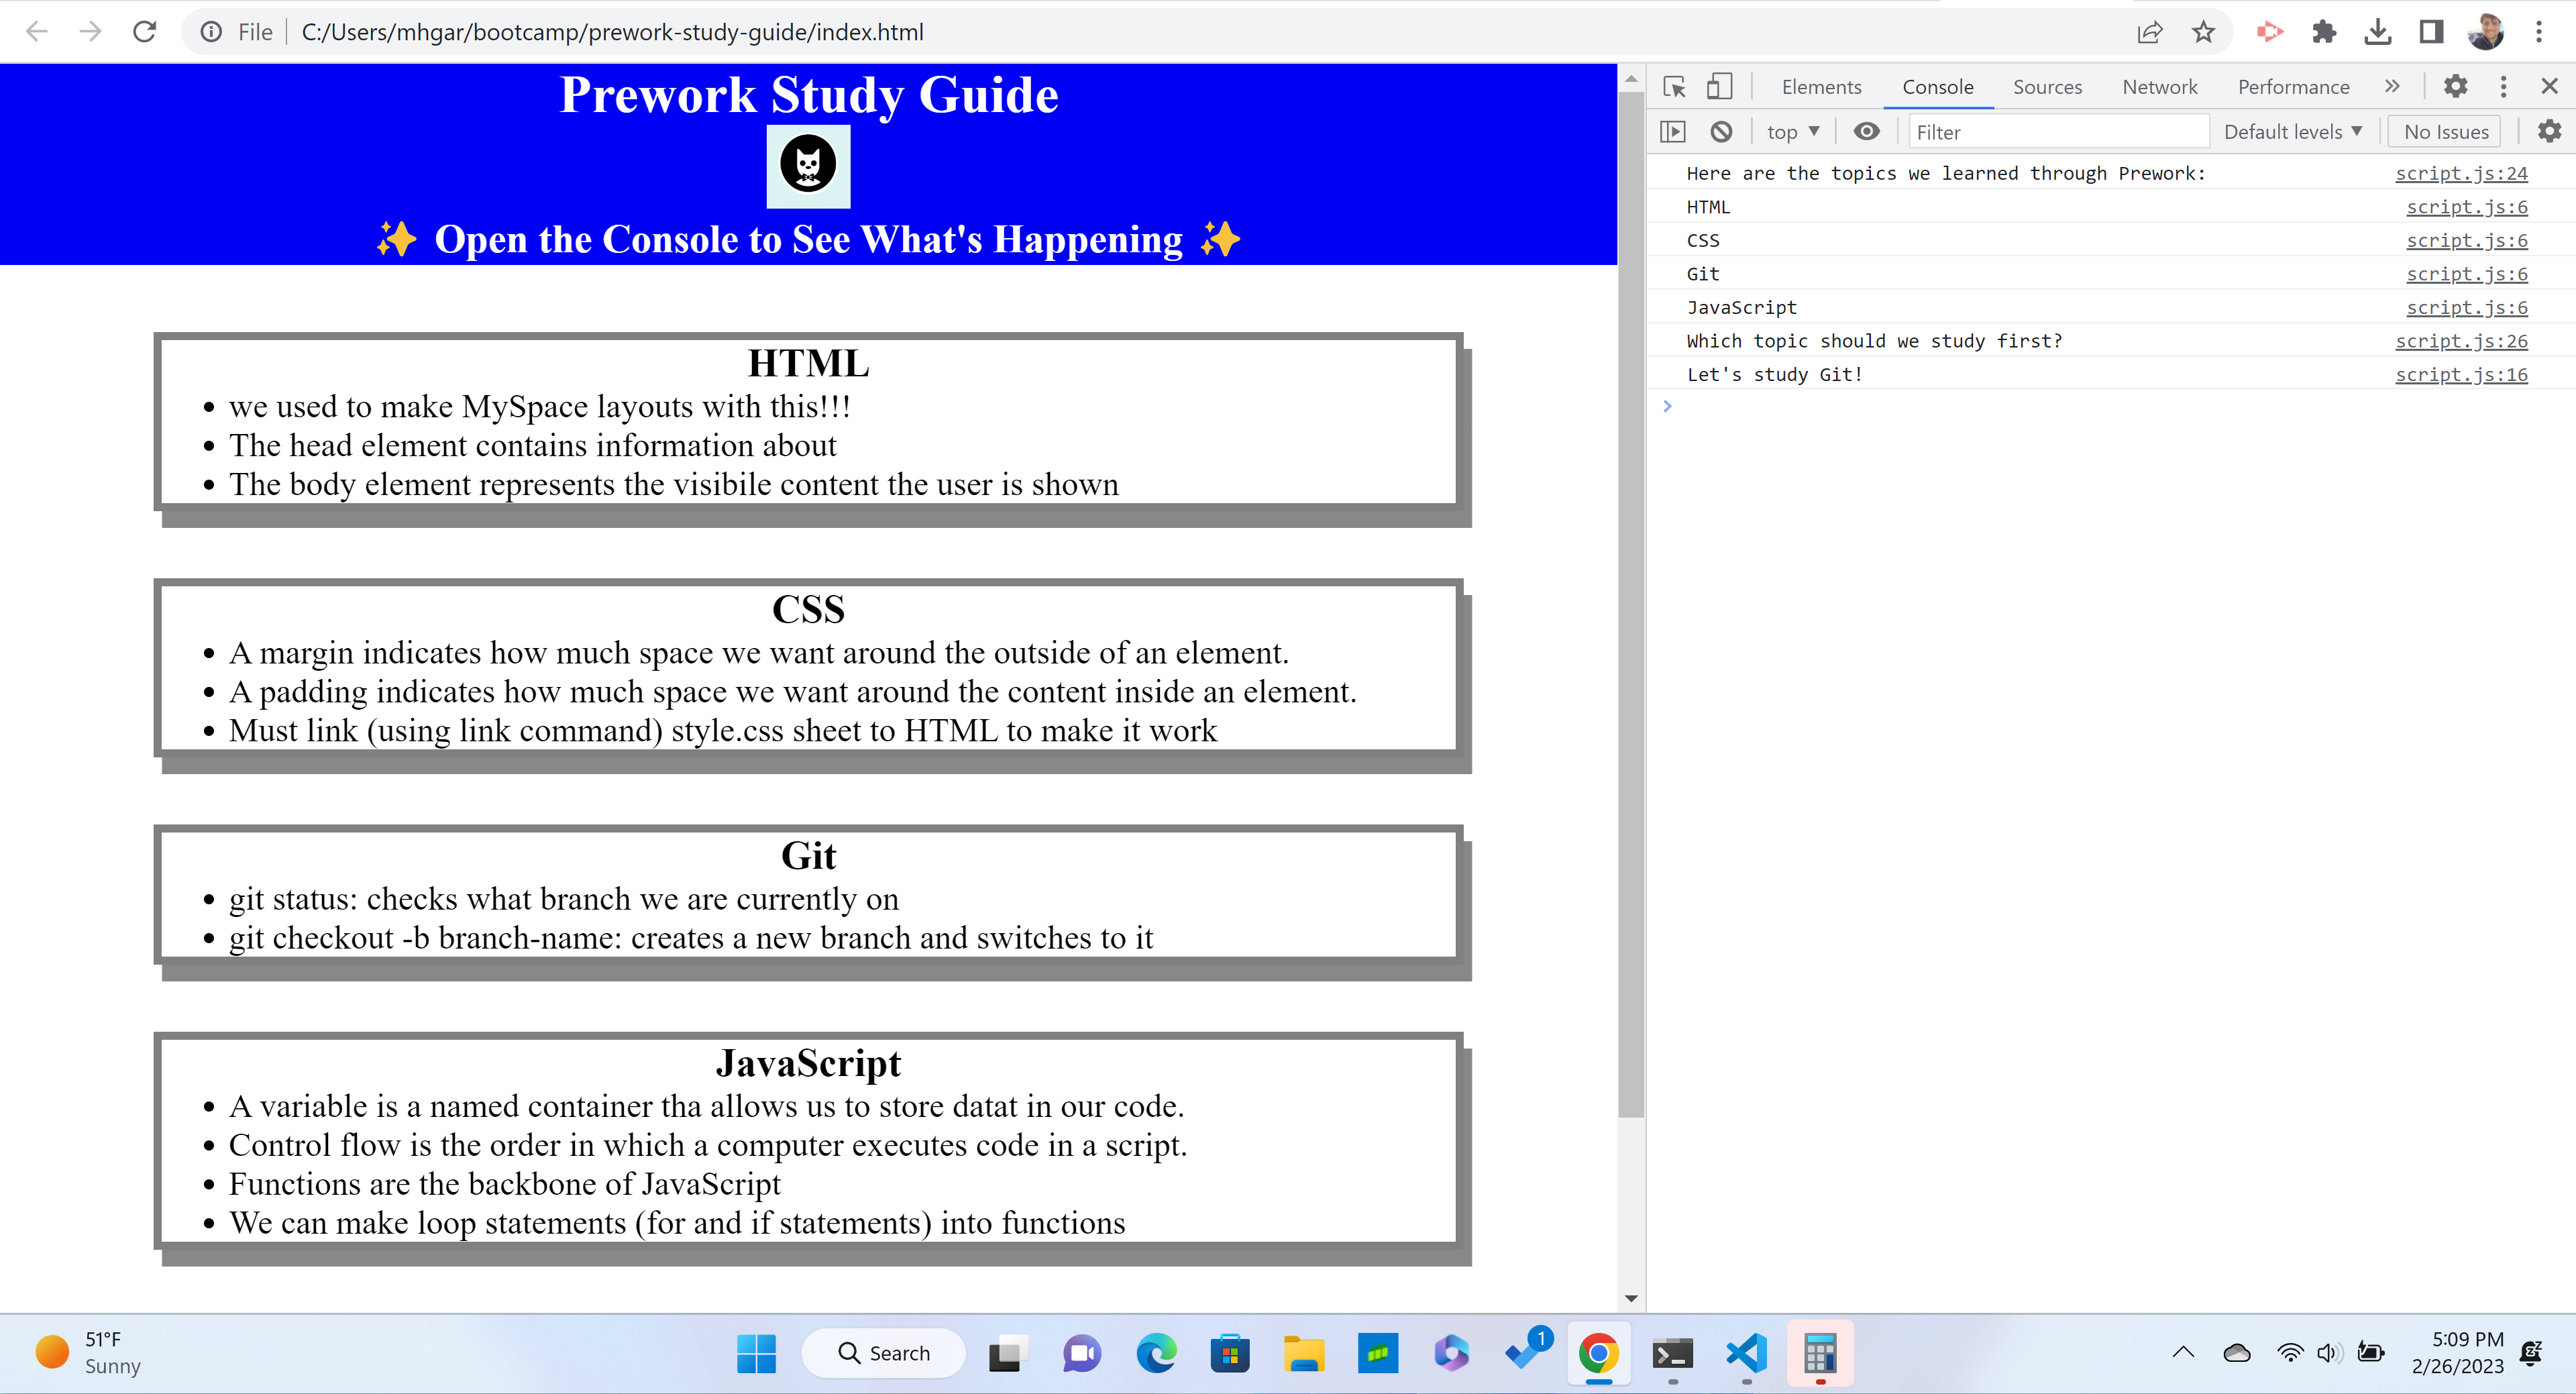 File
C:/Users/mhgar/bootcamp/prework-study-guide/index.html
Prework Study Guide
✨ Open the Console to See What's Happening ✨
HTML
• we used to make MySpace layouts with this!!!
• The head element contains information about
• The body element represents the visibile content the user is shown
CSS
• A margin indicates how much space we want around the outside of an element.
• A padding indicates how much space we want around the content inside an element.
• Must link (using link command) style.css sheet to HTML to make it work
Git
• git status: checks what branch we are currently on
• git checkout -b branch-name: creates a new branch and switches to it
JavaScript
• A variable is a named container tha allows us to store datat in our code.
• Control flow is the order in which a computer executes code in a script.
• Functions are the backbone of JavaScript
• We can make loop statements (for and if statements) into functions
Elements Console Sources Network Performance »
top Filter Default levels No Issues
Here are the topics we learned through Prework: script.js:24
HTML script.js:6
CSS script.js:6
Git script.js:6
JavaScript script.js:6
Which topic should we study first? script.js:26
Let's study Git! script.js:16
>
51°F
Sunny
Search
1
5:09 PM
2/26/2023